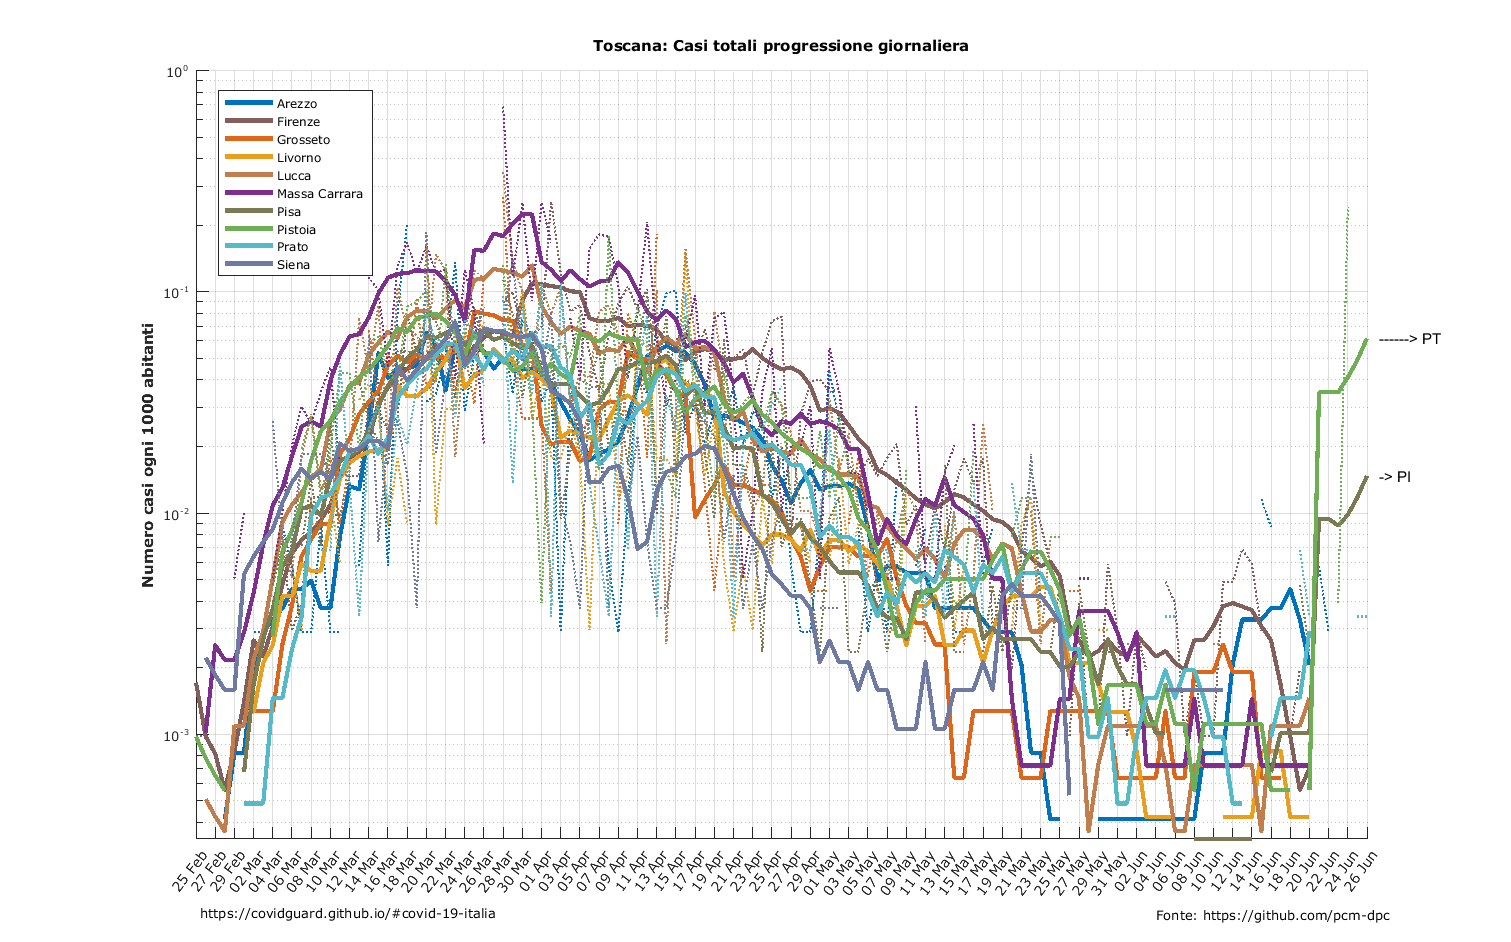 Toscana: Casi totali progressione giornaliera
Numero casi ogni 1000 abitanti
10⁰
10⁻¹
10⁻²
10⁻³
Arezzo
Firenze
Grosseto
Livorno
Lucca
Massa Carrara
Pisa
Pistoia
Prato
Siena
------> PT
-> PI
25 Feb
27 Feb
29 Feb
02 Mar
04 Mar
06 Mar
08 Mar
10 Mar
12 Mar
14 Mar
16 Mar
18 Mar
20 Mar
22 Mar
24 Mar
26 Mar
28 Mar
30 Mar
01 Apr
03 Apr
05 Apr
07 Apr
09 Apr
11 Apr
13 Apr
15 Apr
17 Apr
19 Apr
21 Apr
23 Apr
25 Apr
27 Apr
29 Apr
01 May
03 May
05 May
07 May
09 May
11 May
13 May
15 May
17 May
19 May
21 May
23 May
25 May
27 May
29 May
31 May
02 Jun
04 Jun
06 Jun
08 Jun
10 Jun
12 Jun
14 Jun
16 Jun
18 Jun
20 Jun
22 Jun
24 Jun
26 Jun
https://covidguard.github.io/#covid-19-italia
Fonte: https://github.com/pcm-dpc